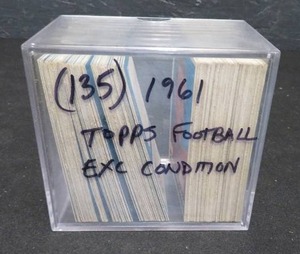 (135) 1961
TOPPS FOOTBALL
EXC CONDITION